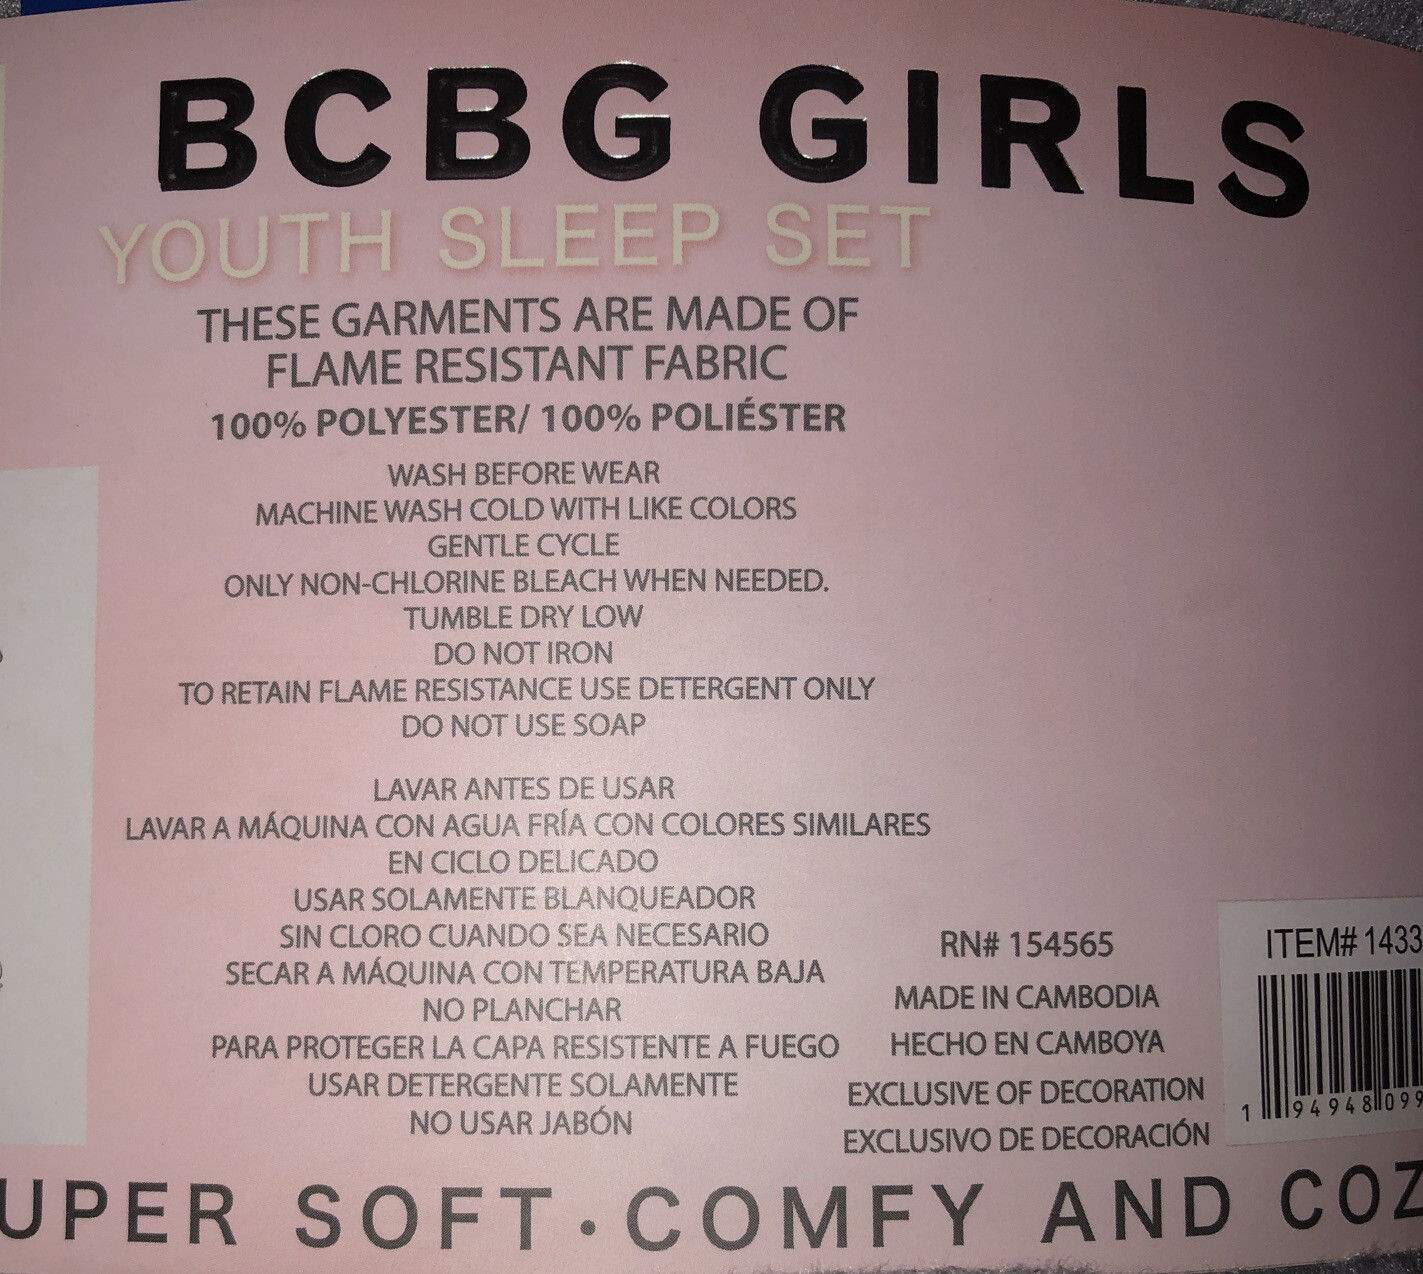 BCBG GIRLS
YOUTH SLEEP SET
THESE GARMENTS ARE MADE OF
FLAME RESISTANT FABRIC
100% POLYESTER/ 100% POLIÉSTER
WASH BEFORE WEAR
MACHINE WASH COLD WITH LIKE COLORS
GENTLE CYCLE
ONLY NON-CHLORINE BLEACH WHEN NEEDED.
TUMBLE DRY LOW
DO NOT IRON
TO RETAIN FLAME RESISTANCE USE DETERGENT ONLY
DO NOT USE SOAP
LAVAR ANTES DE USAR
LAVAR A MÁQUINA CON AGUA FRÍA CON COLORES SIMILARES
EN CICLO DELICADO
USAR SOLAMENTE BLANQUEADOR
SIN CLORO CUANDO SEA NECESARIO
SECAR A MÁQUINA CON TEMPERATURA BAJA
NO PLANCHAR
PARA PROTEGER LA CAPA RESISTENTE A FUEGO
USAR DETERGENTE SOLAMENTE
NO USAR JABÓN
RN# 154565
MADE IN CAMBODIA
HECHO EN CAMBOYA
EXCLUSIVE OF DECORATION
EXCLUSIVO DE DECORACIÓN
ITEM# 1433
1 94948 099
UPER SOFT · COMFY AND COZ